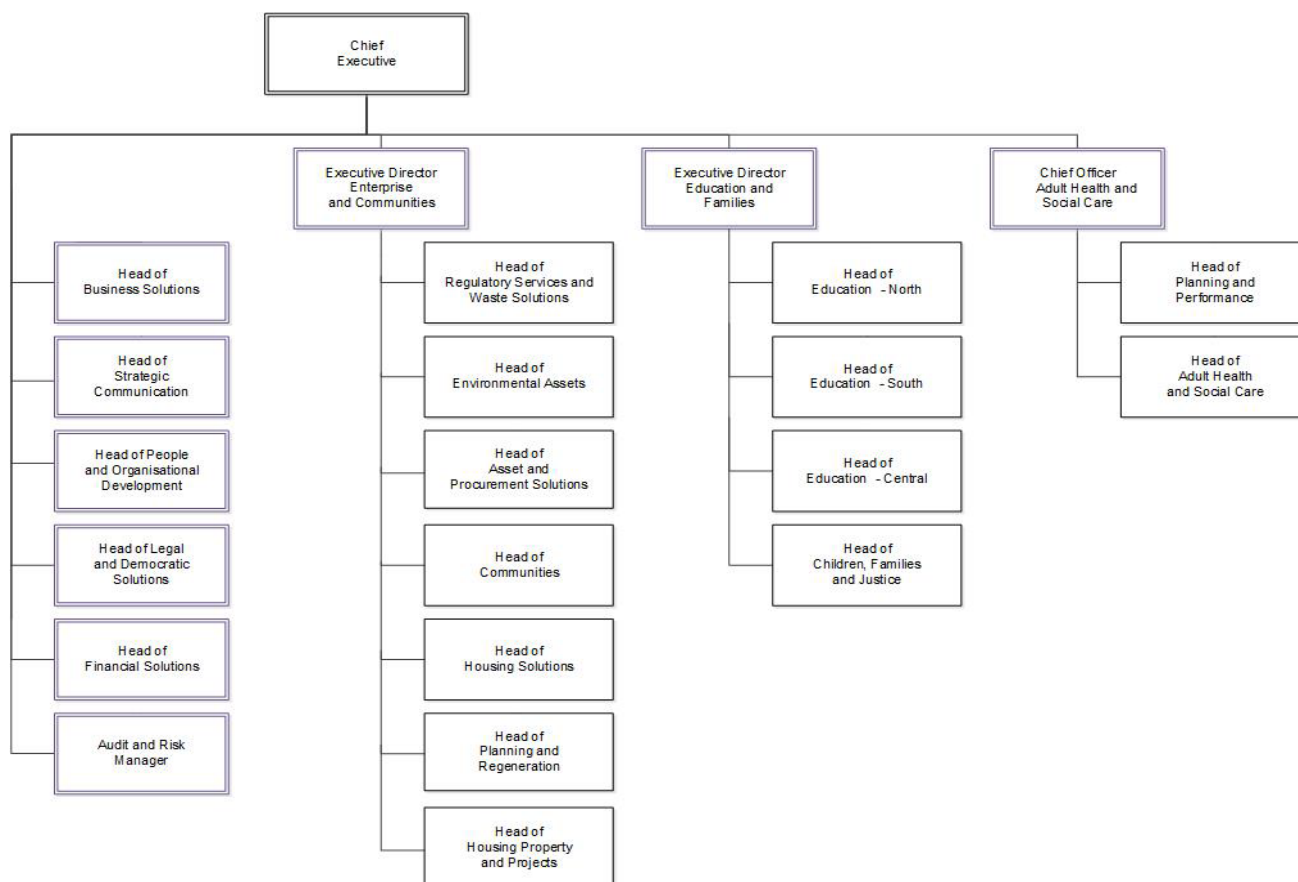 Chief
Executive
Executive Director
Enterprise
and Communities
Executive Director
Education and
Families
Chief Officer
Adult Health and
Social Care
Head of
Business Solutions
Head of
Strategic
Communication
Head of People
and Organisational
Development
Head of Legal
and Democratic
Solutions
Head of
Financial Solutions
Audit and Risk
Manager
Head of
Regulatory Services and
Waste Solutions
Head of
Environmental Assets
Head of
Asset and
Procurement Solutions
Head of
Communities
Head of
Housing Solutions
Head of
Planning and
Regeneration
Head of
Housing Property
and Projects
Head of
Education - North
Head of
Education - South
Head of
Education - Central
Head of
Children, Families
and Justice
Head of
Planning and
Performance
Head of
Adult Health
and Social Care